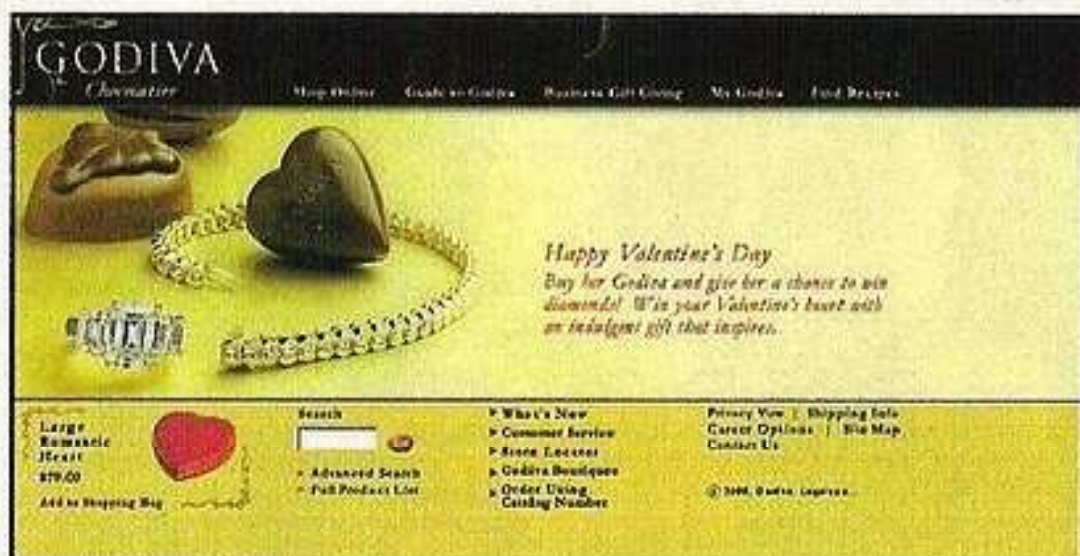 GODIVA
Chocolatier
Shop Online Guide to Godiva Business Gift Giving My Godiva Find Recipes
Happy Valentine's Day
Buy her Godiva and give her a chance to win
diamonds! Win your Valentine's heart with
an indulgent gift that inspires.
Large
Romantic
Heart
$79.00
Add to Shopping Bag
Search
Advanced Search
Full Product List
What's New
Customer Service
Store Locator
Godiva Boutiques
Order Using
Catalog Number
Privacy View | Shipping Info
Career Options | Site Map
Contact Us
Godiva